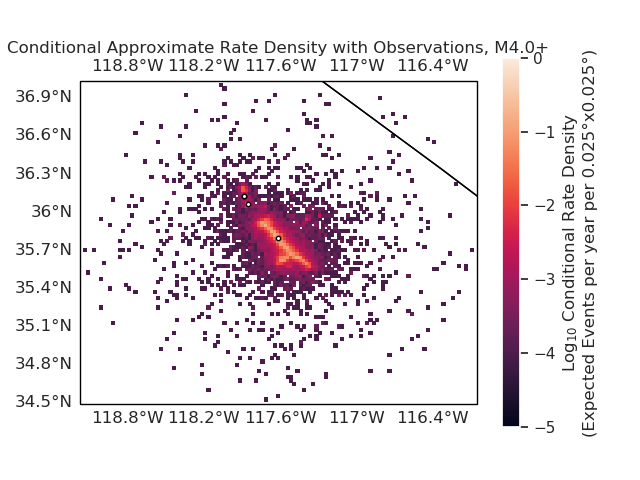 Conditional Approximate Rate Density with Observations, M4.0+
118.8°W 118.2°W 117.6°W 117°W 116.4°W
36.9°N
36.6°N
36.3°N
36°N
35.7°N
35.4°N
35.1°N
34.8°N
34.5°N
118.8°W 118.2°W 117.6°W 117°W 116.4°W
0
−1
−2
−3
−4
−5
Log₁₀ Conditional Rate Density
(Expected Events per year per 0.025°x0.025°)